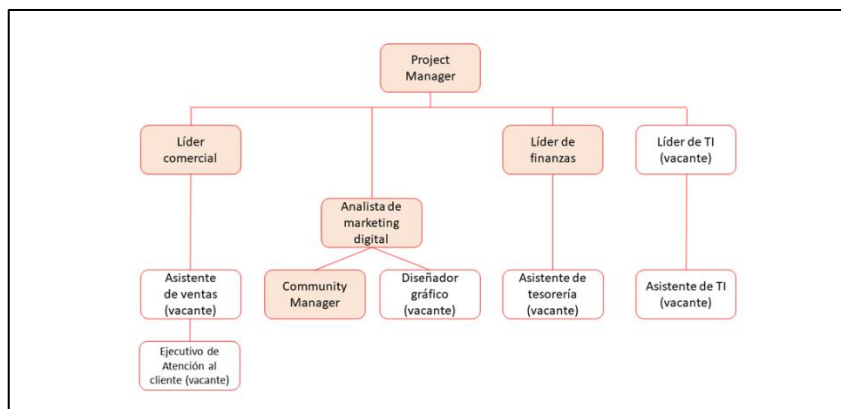 Project
Manager
Líder
comercial
Líder de
finanzas
Líder de TI
(vacante)
Analista de
marketing
digital
Asistente
de ventas
(vacante)
Community
Manager
Diseñador
gráfico
(vacante)
Asistente de
tesorería
(vacante)
Asistente de TI
(vacante)
Ejecutivo de
Atención al
cliente (vacante)